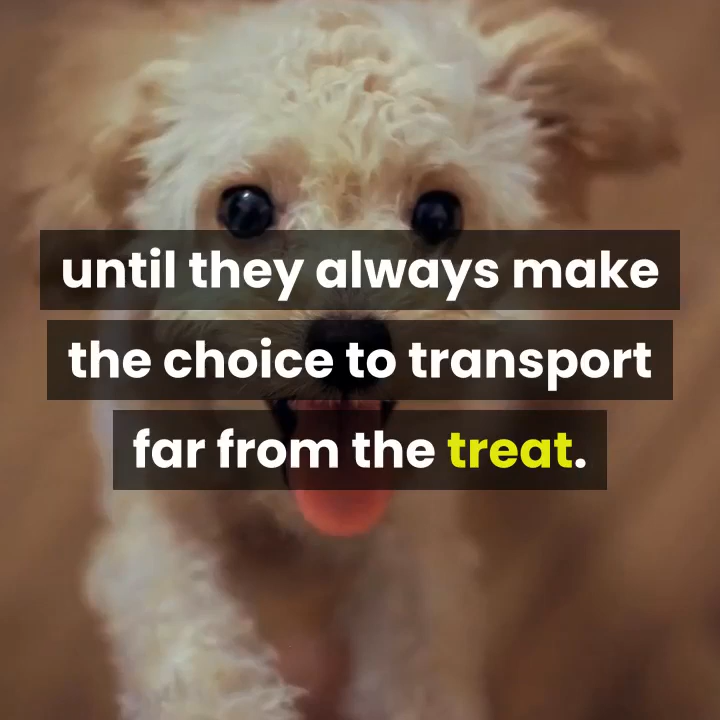 until they always make
the choice to transport
far from the treat.